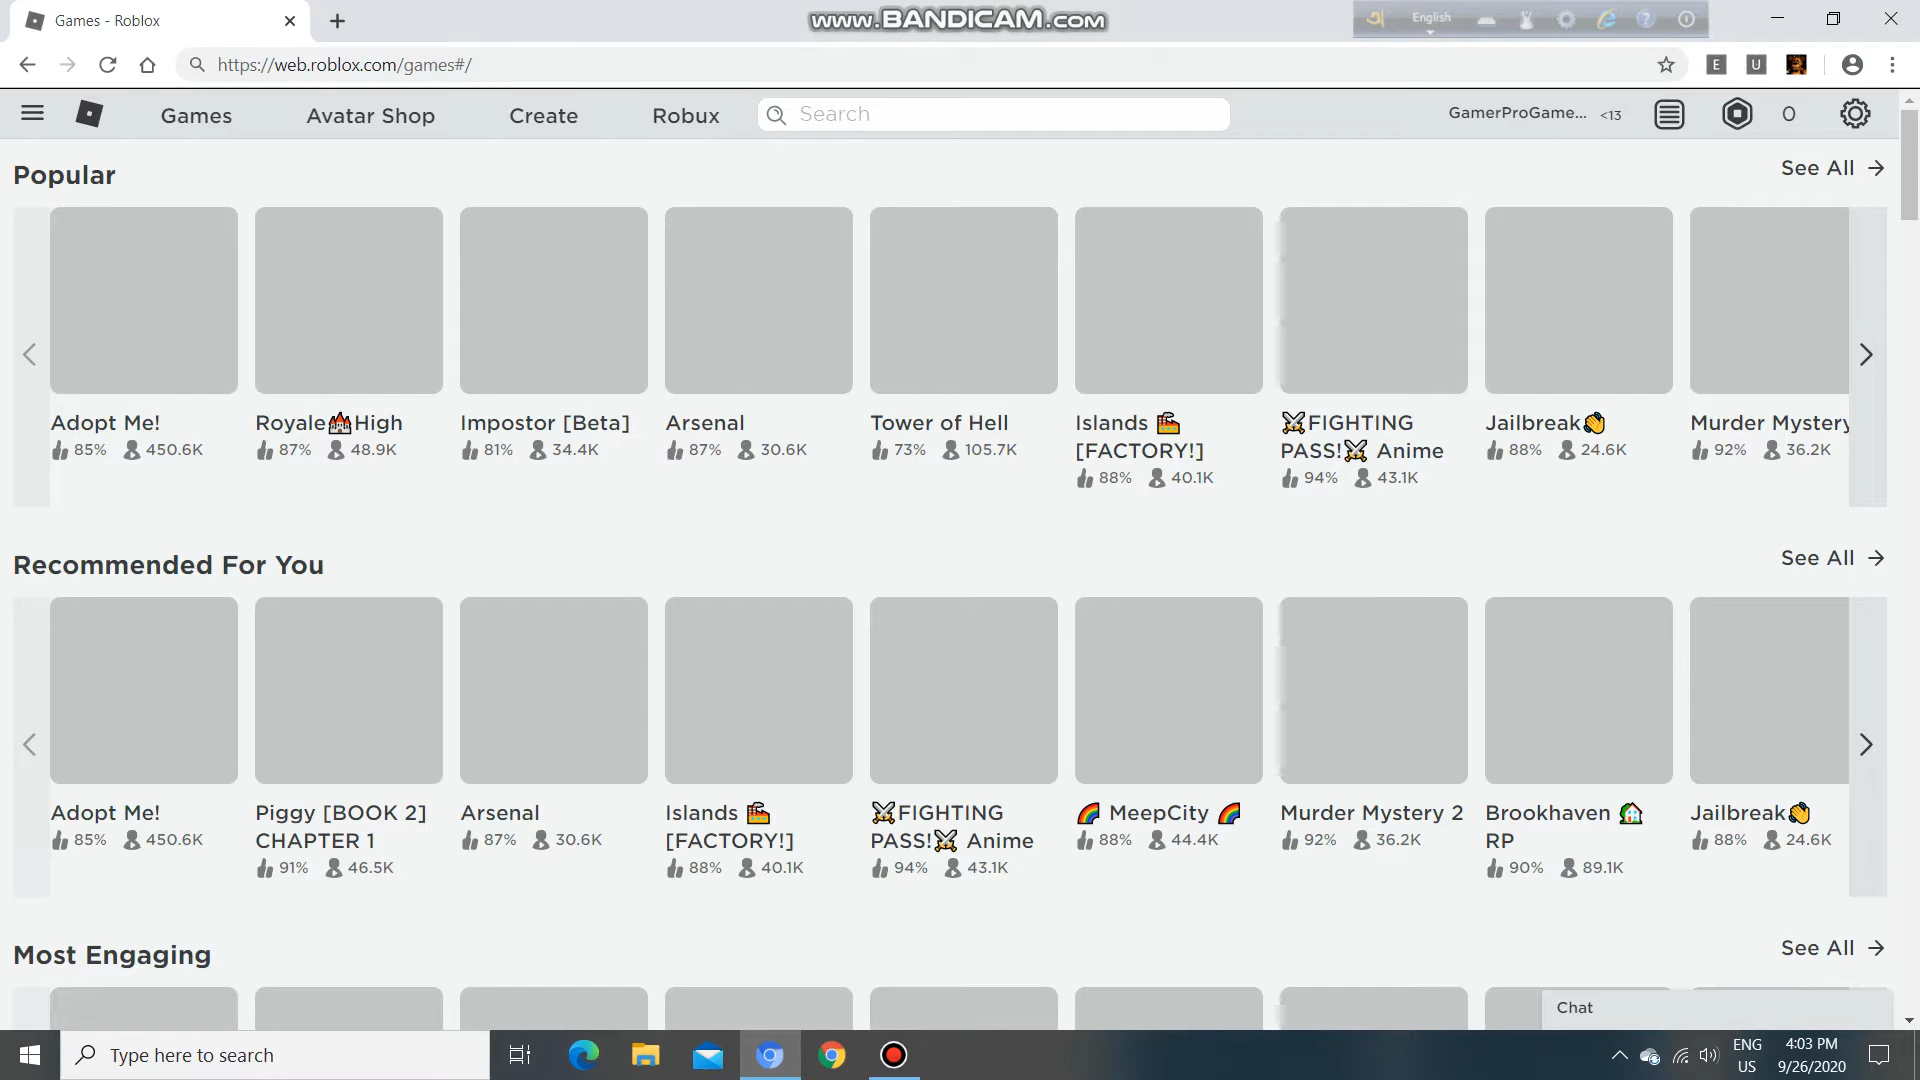 Games - Roblox
www.BANDICAM.com
English
https://web.roblox.com/games#/
E
U
Games
Avatar Shop
Create
Robux
Search
GamerProGame... <13
0
Popular
See All
Adopt Me!
85% 450.6K
Royale🏰High
87% 48.9K
Impostor [Beta]
81% 34.4K
Arsenal
87% 30.6K
Tower of Hell
73% 105.7K
Islands 🏭
[FACTORY!]
88% 40.1K
⚔️FIGHTING
PASS!⚔️ Anime
94% 43.1K
Jailbreak👏
88% 24.6K
Murder Mystery
92% 36.2K
Recommended For You
See All
Adopt Me!
85% 450.6K
Piggy [BOOK 2]
CHAPTER 1
91% 46.5K
Arsenal
87% 30.6K
Islands 🏭
[FACTORY!]
88% 40.1K
⚔️FIGHTING
PASS!⚔️ Anime
94% 43.1K
🌈 MeepCity 🌈
88% 44.4K
Murder Mystery 2
92% 36.2K
Brookhaven 🏡
RP
90% 89.1K
Jailbreak👏
88% 24.6K
Most Engaging
See All
Chat
Type here to search
ENG
US
4:03 PM
9/26/2020